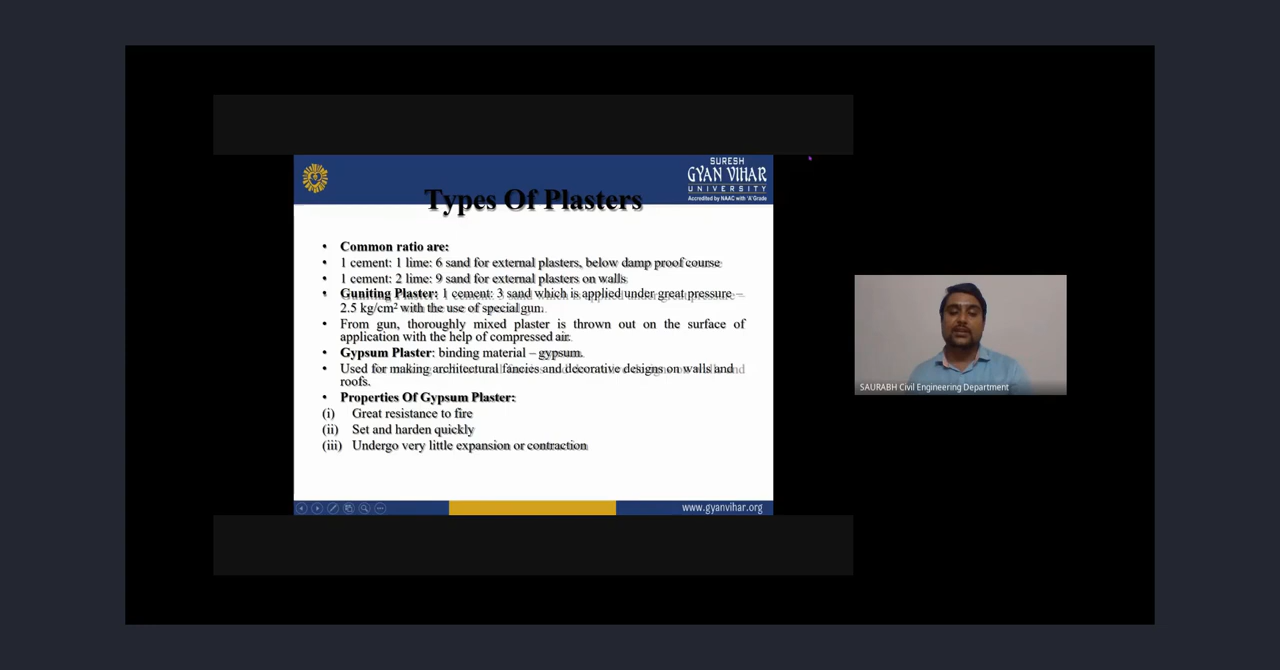 SURESH
GYAN VIHAR
UNIVERSITY
Accredited by NAAC with 'A' Grade
Types Of Plasters
• Common ratio are:
• 1 cement: 1 lime: 6 sand for external plasters, below damp proof course
• 1 cement: 2 lime: 9 sand for external plasters on walls
• Guniting Plaster: 1 cement: 3 sand which is applied under great pressure –
2.5 kg/cm² with the use of special gun.
• From gun, thoroughly mixed plaster is thrown out on the surface of
application with the help of compressed air.
• Gypsum Plaster: binding material – gypsum.
• Used for making architectural fancies and decorative designs on walls and
roofs.
• Properties Of Gypsum Plaster:
(i) Great resistance to fire
(ii) Set and harden quickly
(iii) Undergo very little expansion or contraction
www.gyanvihar.org
SAURABH Civil Engineering Department